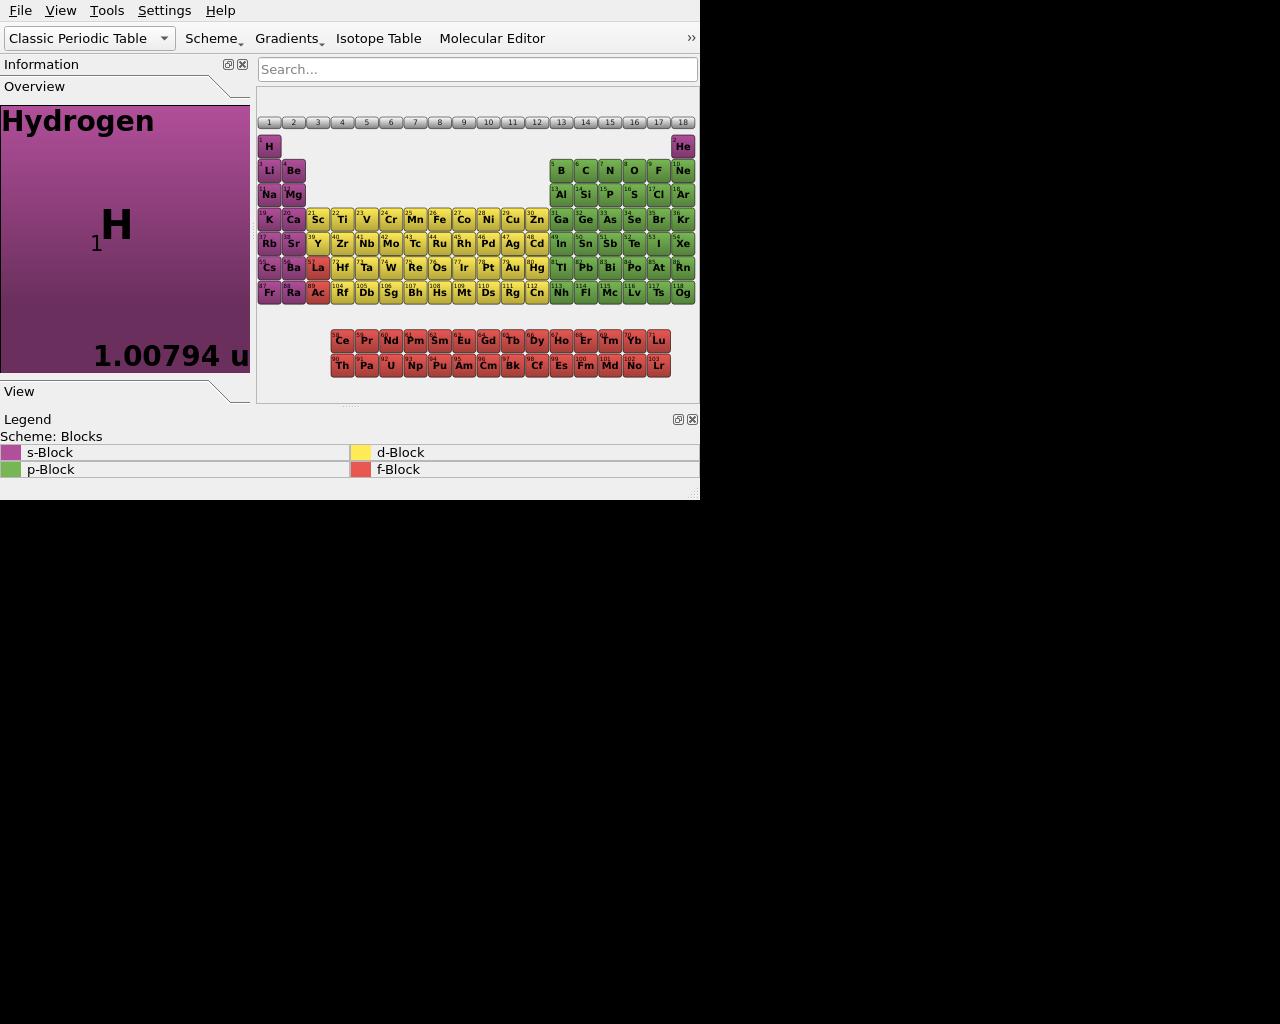 File View Tools Settings Help
Classic Periodic Table Scheme Gradients Isotope Table Molecular Editor »
Information
Search...
Overview
Hydrogen
1H
1.00794 u
View
1 2 3 4 5 6 7 8 9 10 11 12 13 14 15 16 17 18
1 H 2 He
3 Li 4 Be 5 B 6 C 7 N 8 O 9 F 10 Ne
11 Na 12 Mg 13 Al 14 Si 15 P 16 S 17 Cl 18 Ar
19 K 20 Ca 21 Sc 22 Ti 23 V 24 Cr 25 Mn 26 Fe 27 Co 28 Ni 29 Cu 30 Zn 31 Ga 32 Ge 33 As 34 Se 35 Br 36 Kr
37 Rb 38 Sr 39 Y 40 Zr 41 Nb 42 Mo 43 Tc 44 Ru 45 Rh 46 Pd 47 Ag 48 Cd 49 In 50 Sn 51 Sb 52 Te 53 I 54 Xe
55 Cs 56 Ba 57 La 72 Hf 73 Ta 74 W 75 Re 76 Os 77 Ir 78 Pt 79 Au 80 Hg 81 Tl 82 Pb 83 Bi 84 Po 85 At 86 Rn
87 Fr 88 Ra 89 Ac 104 Rf 105 Db 106 Sg 107 Bh 108 Hs 109 Mt 110 Ds 111 Rg 112 Cn 113 Nh 114 Fl 115 Mc 116 Lv 117 Ts 118 Og
58 Ce 59 Pr 60 Nd 61 Pm 62 Sm 63 Eu 64 Gd 65 Tb 66 Dy 67 Ho 68 Er 69 Tm 70 Yb 71 Lu
90 Th 91 Pa 92 U 93 Np 94 Pu 95 Am 96 Cm 97 Bk 98 Cf 99 Es 100 Fm 101 Md 102 No 103 Lr
Legend
Scheme: Blocks
s-Block d-Block
p-Block f-Block